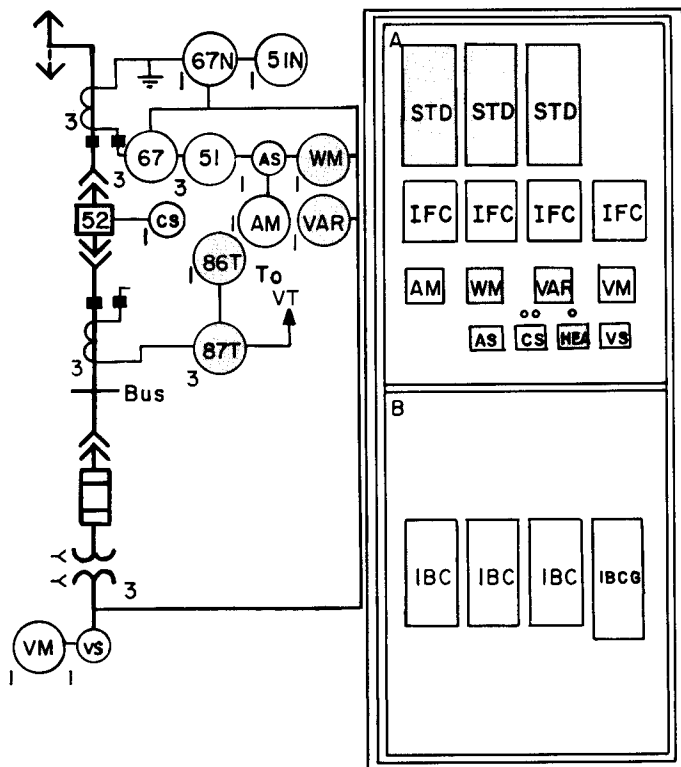 67N 51N
1 1
3
67 51 AS WM
3 3 1 1
52 CS
1
AM VAR
1 1
86T
1
To
VT
87T
3
3
Bus
Y
Y
3
VM VS
1 1
A
STD STD STD
IFC IFC IFC IFC
AM WM VAR VM
AS CS HEA VS
B
IBC IBC IBC IBCG